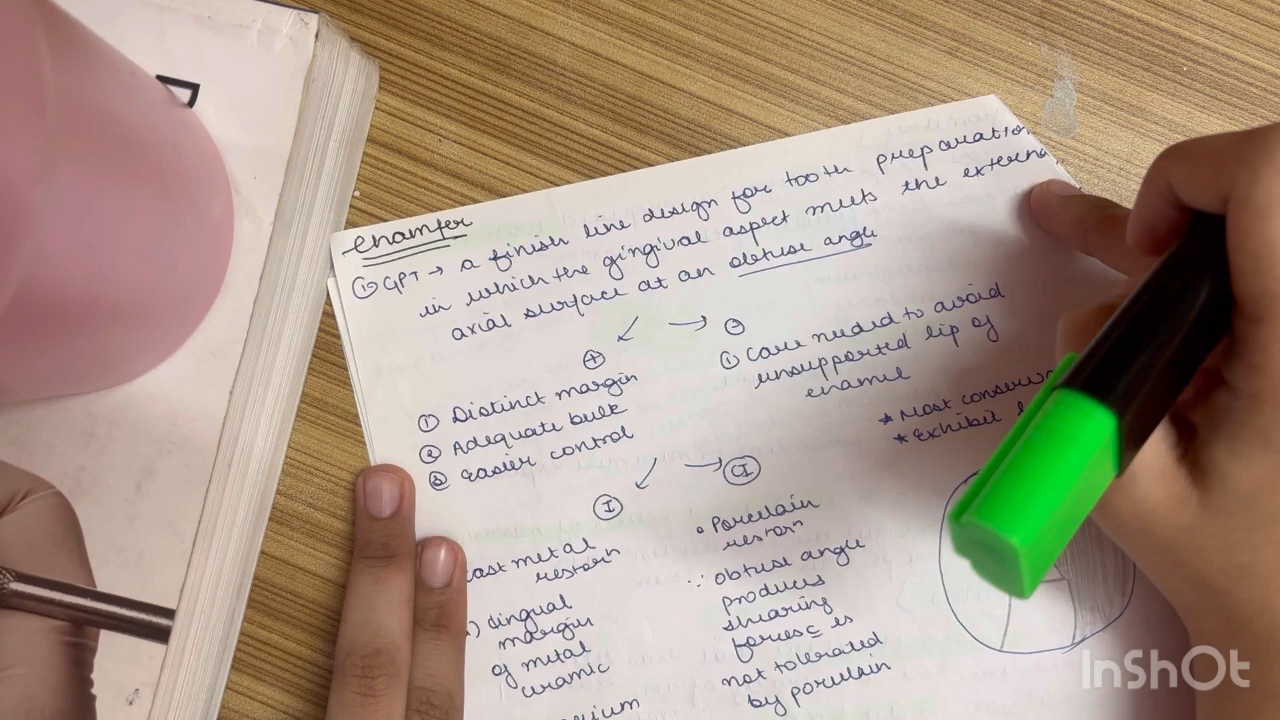 Chamfer
① GPT → a finish line design for tooth preparation
in which the gingival aspect meets the external
axial surface at an obtuse angle
⊕
① Distinct margin
② Adequate bulk
③ Easier control
⊖
① Care needed to avoid
unsupported lip of
enamel
* Most conserv
* Exhibit
Ⓘ
cast metal
restorⁿ
) lingual
margin
of metal
ceramic
CI
• Porcelain
restorⁿ
∴ obtuse angle
produces
shearing
forces c̄ is
not tolerated
by porcelain
InShOt